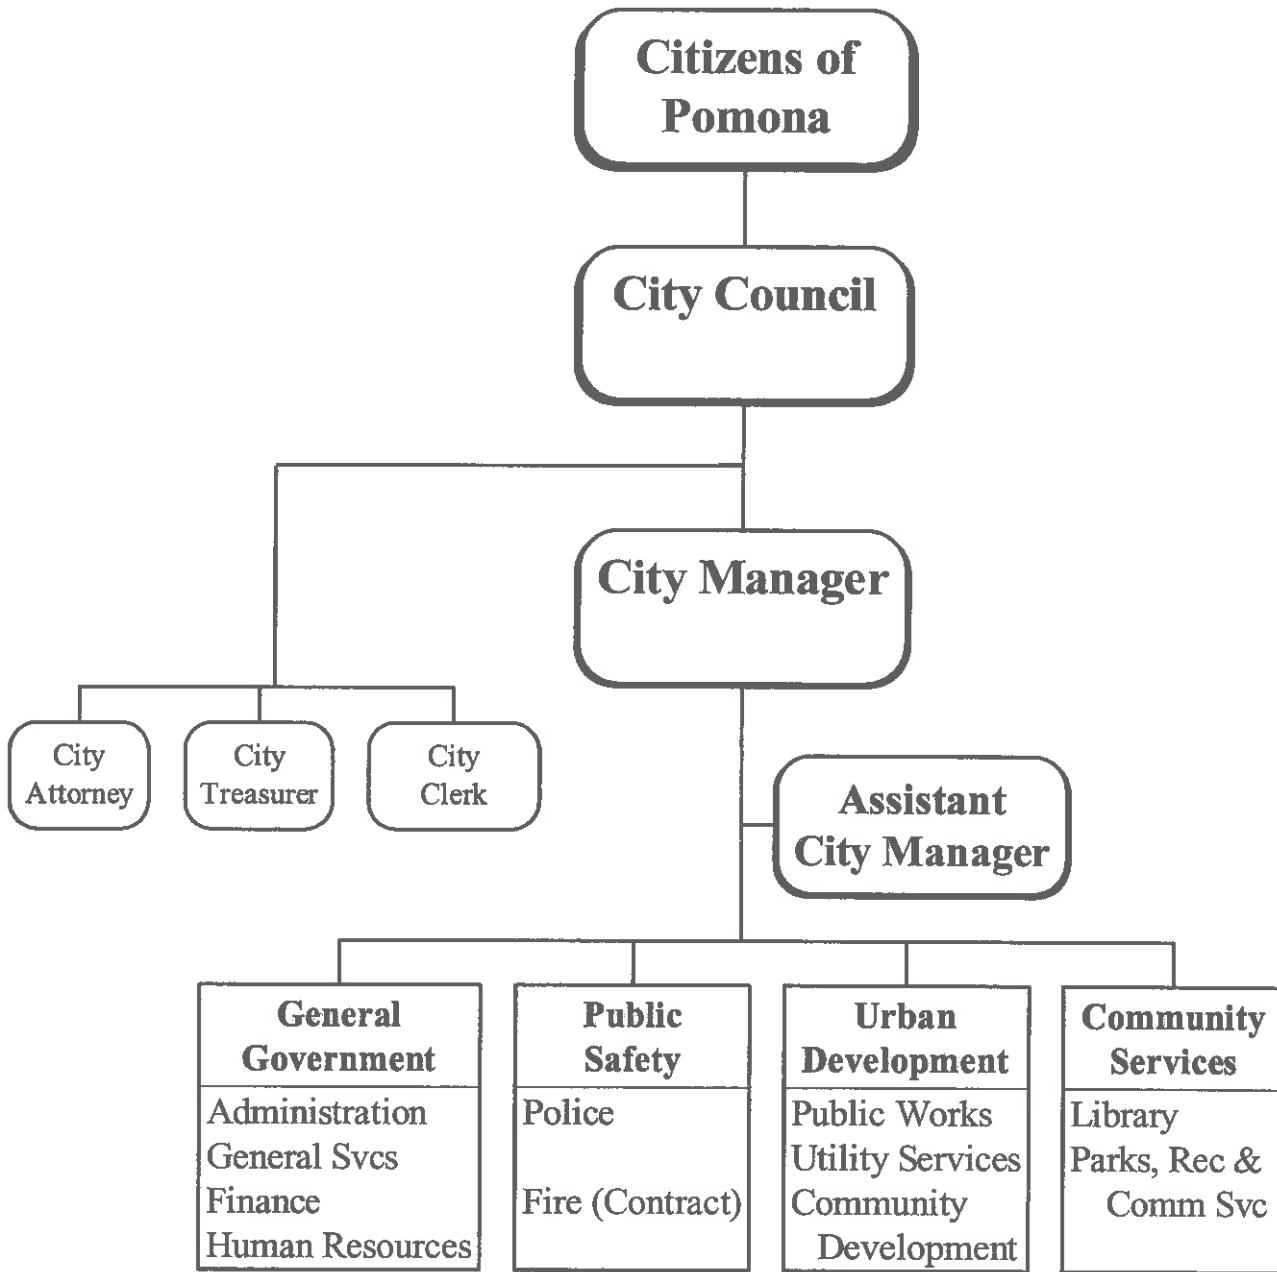 Citizens of
Pomona
City Council
City Manager
City
Attorney
City
Treasurer
City
Clerk
Assistant
City Manager
General
Government
Administration
General Svcs
Finance
Human Resources
Public
Safety
Police
Fire (Contract)
Urban
Development
Public Works
Utility Services
Community
Development
Community
Services
Library
Parks, Rec &
Comm Svc